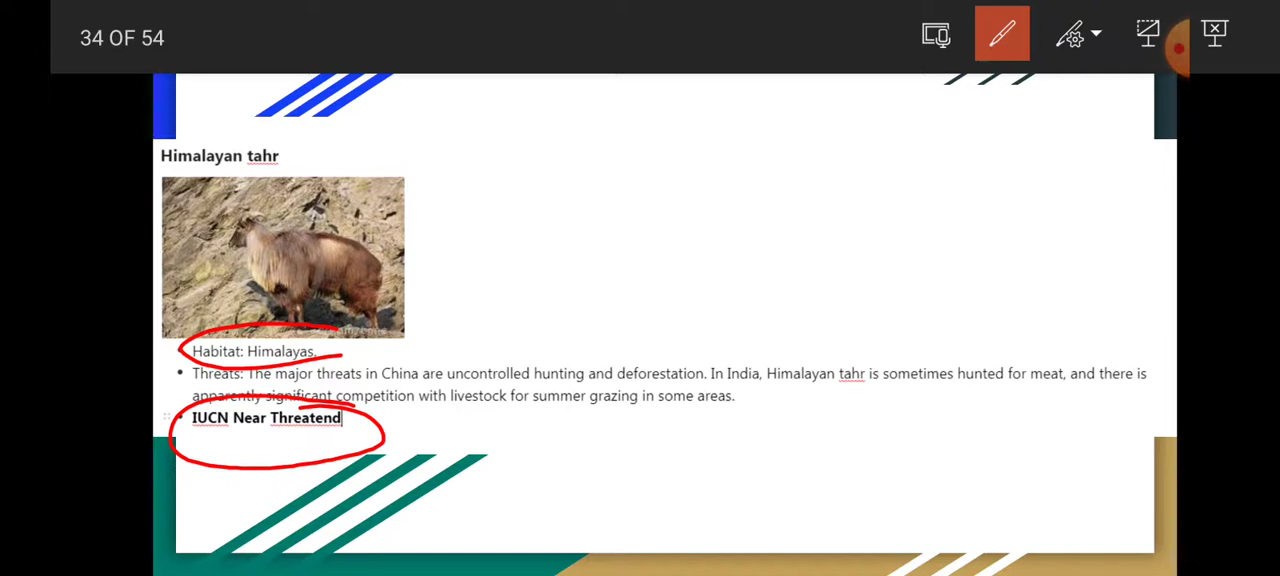 34 OF 54
Himalayan tahr
Habitat: Himalayas.
Threats: The major threats in China are uncontrolled hunting and deforestation. In India, Himalayan tahr is sometimes hunted for meat, and there is
apparently significant competition with livestock for summer grazing in some areas.
IUCN Near Threatend